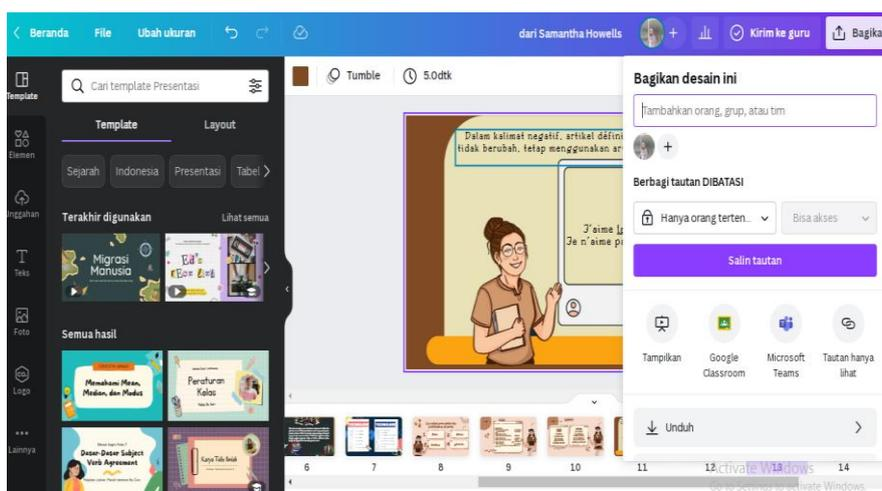 Beranda File Ubah ukuran dari Samantha Howells + Kirim ke guru Bagika
Template
Elemen
Unggahan
Teks
Foto
Logo
Lainnya
Cari template Presentasi
Template Layout
Sejarah Indonesia Presentasi Tabel
Terakhir digunakan Lihat semua
Migrasi
Manusia
Ed's
Semua hasil
Memahami Mean,
Median, dan Modus
Peraturan
Kelas
Dasar-Dasar Subject
Verb Agreement
Karya Tulis Ilmiah
Tumble 5.0dtk
Dalam kalimat negatif, artikel défini
tidak berubah, tetap menggunakan ar
J'aime l
Je n'aime p
Bagikan desain ini
Tambahkan orang, grup, atau tim
+
Berbagi tautan DIBATASI
Hanya orang terten... Bisa akses
Salin tautan
Tampilkan
Google
Classroom
Microsoft
Teams
Tautan hanya
lihat
Unduh
6 7 8 9 10 11 12 13 14
Activate Windows
Go to Settings to activate Windows.